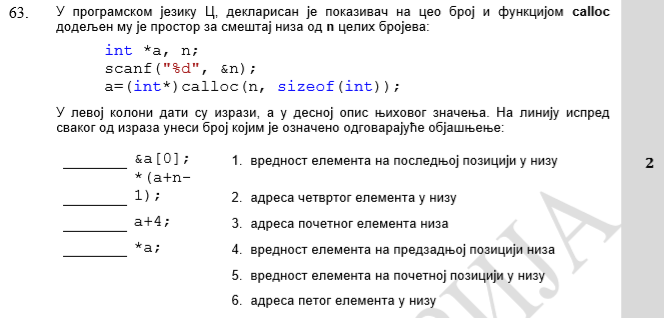 63. У програмском језику Ц, декларисан је показивач на цео број и функцијом calloc
додељен му је простор за смештај низа од n целих бројева:
int *a, n;
scanf("%d", &n);
a=(int*)calloc(n, sizeof(int));
У левој колони дати су изрази, а у десној опис њиховог значења. На линију испред
сваког од израза унеси број којим је означено одговарајуће објашњење:
________ &a[0]; 1. вредност елемента на последњој позицији у низу 2
*(a+n-
________ 1); 2. адреса четвртог елемента у низу
________ a+4; 3. адреса почетног елемента низа
________ *a; 4. вредност елемента на предзадњој позицији низа
5. вредност елемента на почетној позицији у низу
6. адреса петог елемента у низу